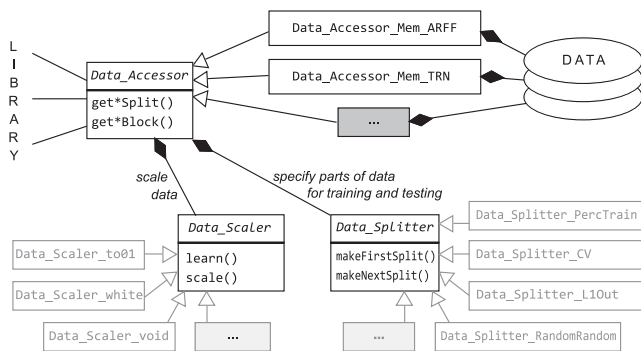 L
I
B
R
A
R
Y
Data_Accessor
get*Split()
get*Block()
Data_Accessor_Mem_ARFF
Data_Accessor_Mem_TRN
...
DATA
scale
data
specify parts of data
for training and testing
Data_Scaler
learn()
scale()
Data_Splitter
makeFirstSplit()
makeNextSplit()
Data_Scaler_to01
Data_Scaler_white
Data_Scaler_void
...
...
Data_Splitter_PercTrain
Data_Splitter_CV
Data_Splitter_L1Out
Data_Splitter_RandomRandom